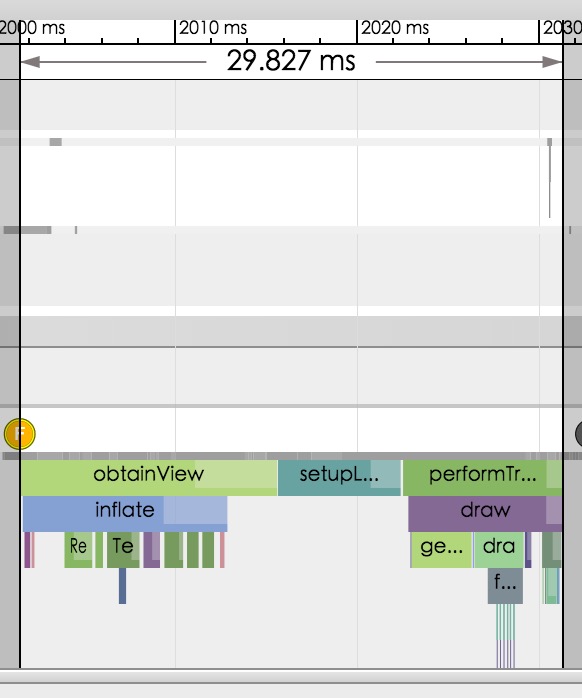 2000 ms 2010 ms 2020 ms 2030
29.827 ms
F
obtainView setupL... performTr...
inflate draw
Re Te ge... dra
f...